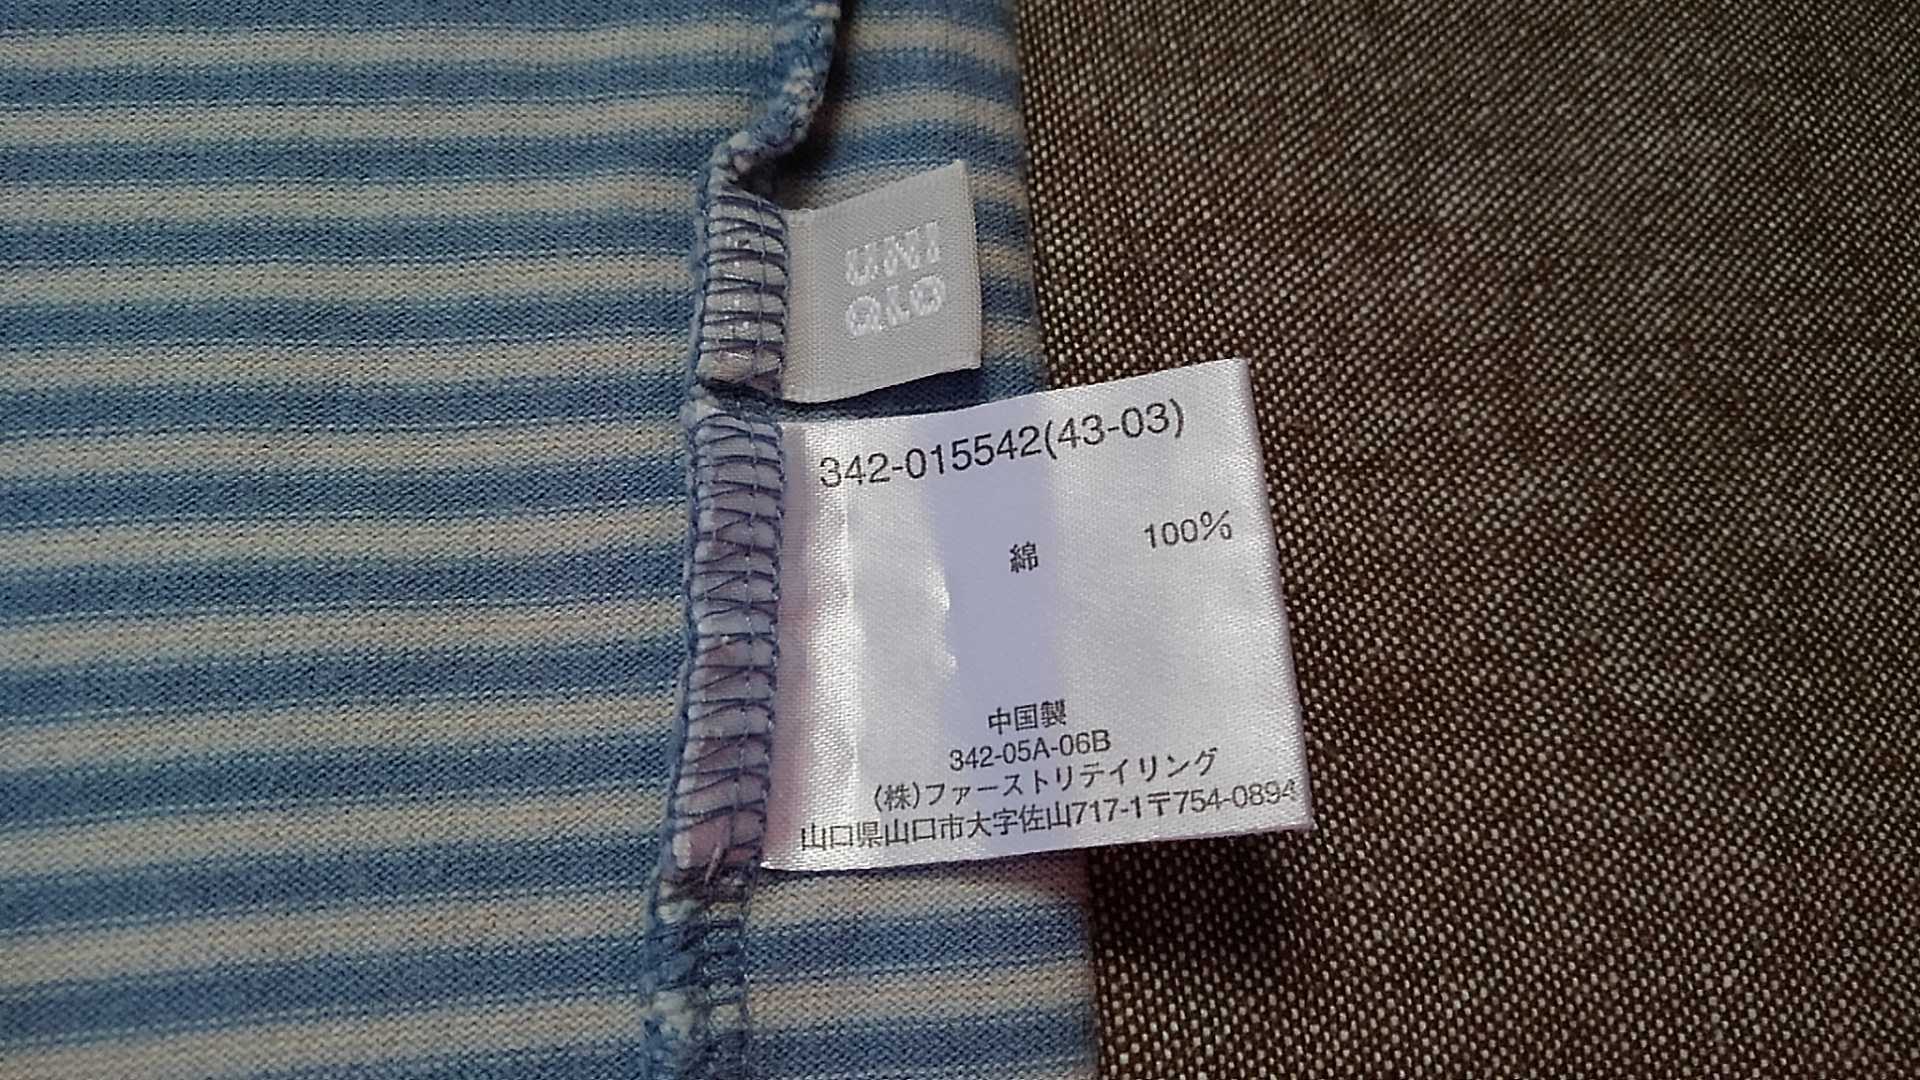 UNI
QLO
342-015542(43-03)
綿 100%
中国製
342-05A-06B
(株)ファーストリテイリング
山口県山口市大字佐山717-1〒754-0894